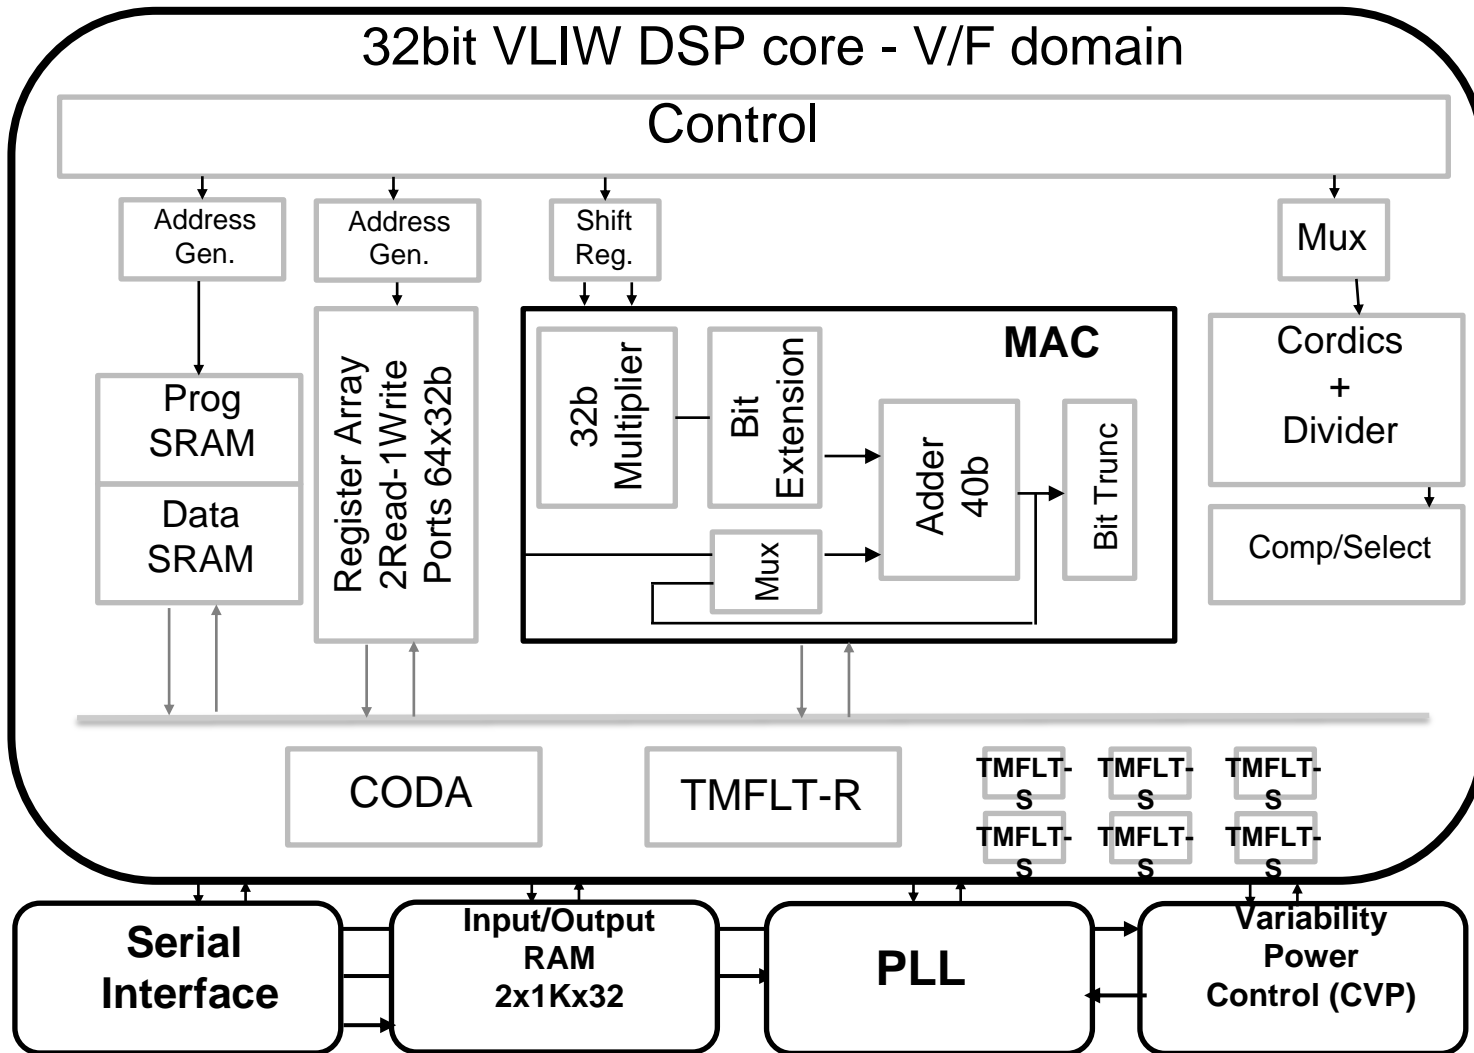 32bit VLIW DSP core - V/F domain
Control
Address
Gen.
Address
Gen.
Shift
Reg.
Mux
Prog
SRAM
Data
SRAM
Register Array
2Read-1Write
Ports 64x32b
MAC
32b
Multiplier
Bit
Extension
Mux
Adder
40b
Bit Trunc
Cordics
+
Divider
Comp/Select
CODA
TMFLT-R
TMFLT-
S
TMFLT-
S
TMFLT-
S
TMFLT-
S
TMFLT-
S
TMFLT-
S
Serial
Interface
Input/Output
RAM
2x1Kx32
PLL
Variability
Power
Control (CVP)